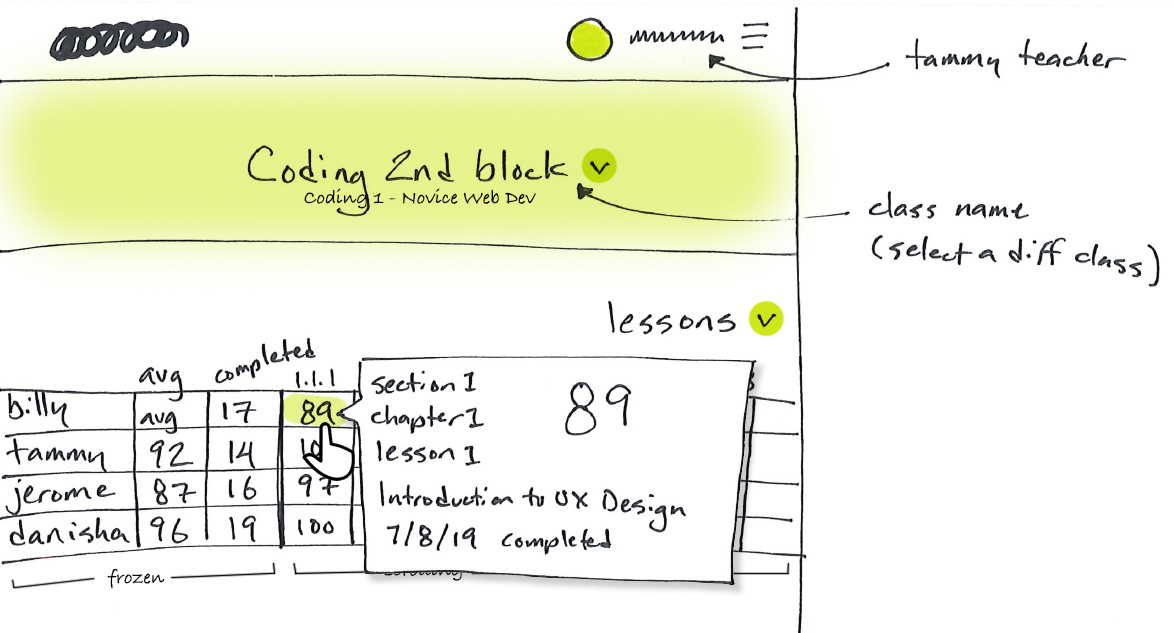 tammy teacher
Coding 2nd block v
Coding 1 - Novice Web Dev
class name
(select a diff class)
lessons v
avg completed 1.1.1
billy avg 17 89
tammy 92 14
jerome 87 16 97
danisha 96 19 100
section 1 89
chapter 1
lesson 1
Introduction to UX Design
7/8/19 completed
frozen